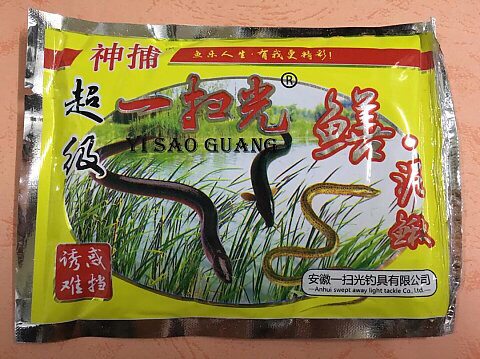 神捕
鱼乐人生·有我更精彩!
超级
一扫光®
YI SAO GUANG
鳝·泥鳅
诱惑
难挡
安徽一扫光钓具有限公司
Anhui swept away light tackle Co., Ltd.